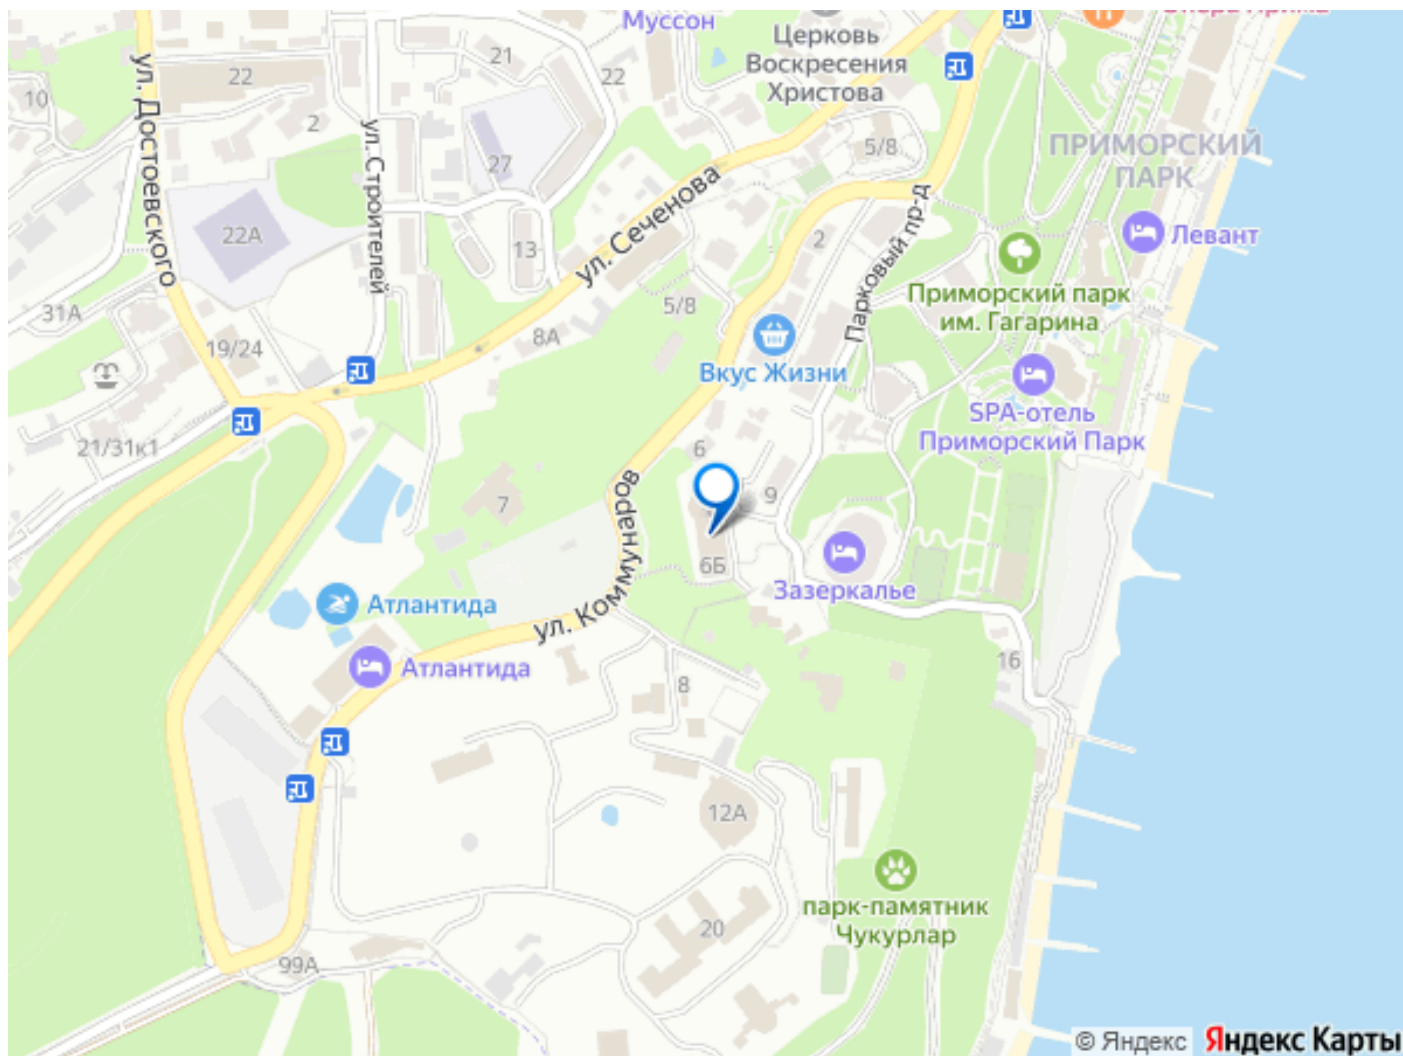 Муссон
Церковь
Воскресения
Христова
ул. Достоевского
22
21
22
10
2
ул. Строителей
27
5/8
ПРИМОРСКИЙ
ПАРК
22А
13
ул. Сеченова
2
Парковый пр-д
Левант
Приморский парк
им. Гагарина
31А
5/8
8А
19/24
Вкус Жизни
SPA-отель
Приморский Парк
21/31к1
6
7
9
ул. Коммунаров
6Б
Зазеркалье
Атлантида
Атлантида
8
16
12А
парк-памятник
Чукурлар
20
99А
© Яндекс Яндекс Карты